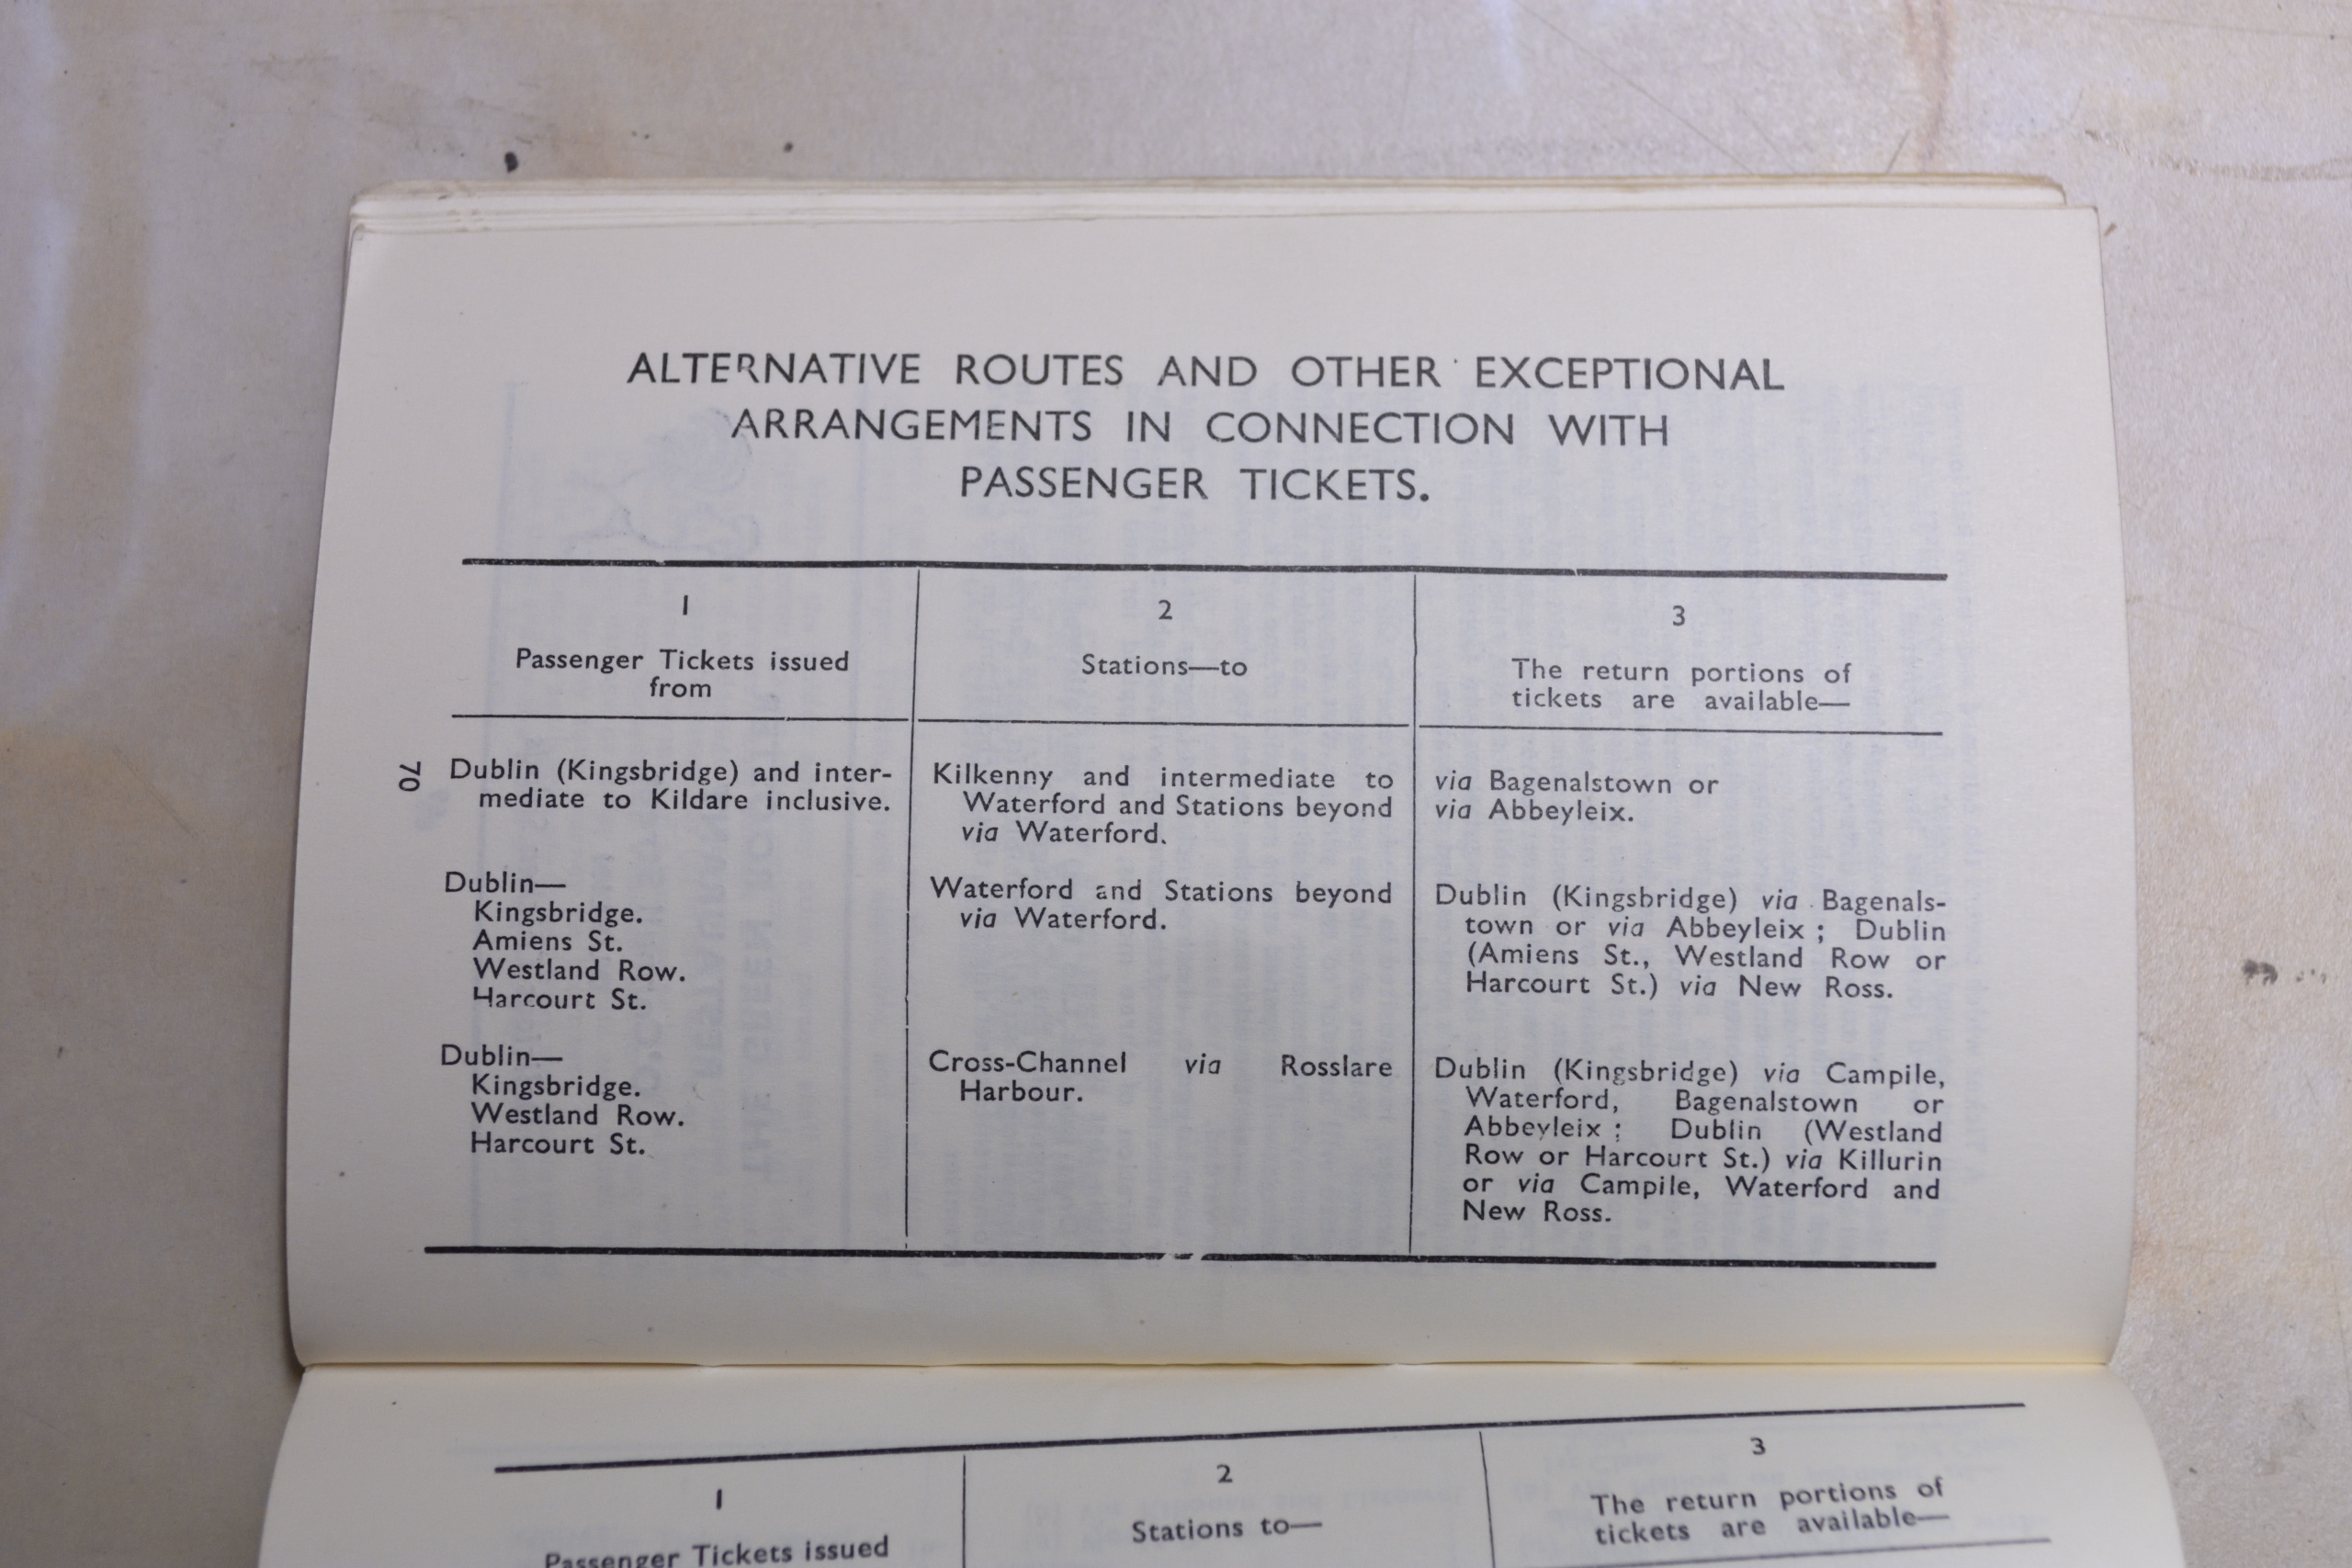 ALTERNATIVE ROUTES AND OTHER EXCEPTIONAL
ARRANGEMENTS IN CONNECTION WITH
PASSENGER TICKETS.
1
Passenger Tickets issued
from
2
Stations—to
3
The return portions of
tickets are available—
70
Dublin (Kingsbridge) and inter-
mediate to Kildare inclusive.
Kilkenny and intermediate to
Waterford and Stations beyond
via Waterford.
via Bagenalstown or
via Abbeyleix.
Dublin—
Kingsbridge.
Amiens St.
Westland Row.
Harcourt St.
Waterford and Stations beyond
via Waterford.
Dublin (Kingsbridge) via Bagenals-
town or via Abbeyleix ; Dublin
(Amiens St., Westland Row or
Harcourt St.) via New Ross.
Dublin—
Kingsbridge.
Westland Row.
Harcourt St.
Cross-Channel via Rosslare
Harbour.
Dublin (Kingsbridge) via Campile,
Waterford, Bagenalstown or
Abbeyleix ; Dublin (Westland
Row or Harcourt St.) via Killurin
or via Campile, Waterford and
New Ross.
1
Passenger Tickets issued
2
Stations to—
3
The return portions of
tickets are available—